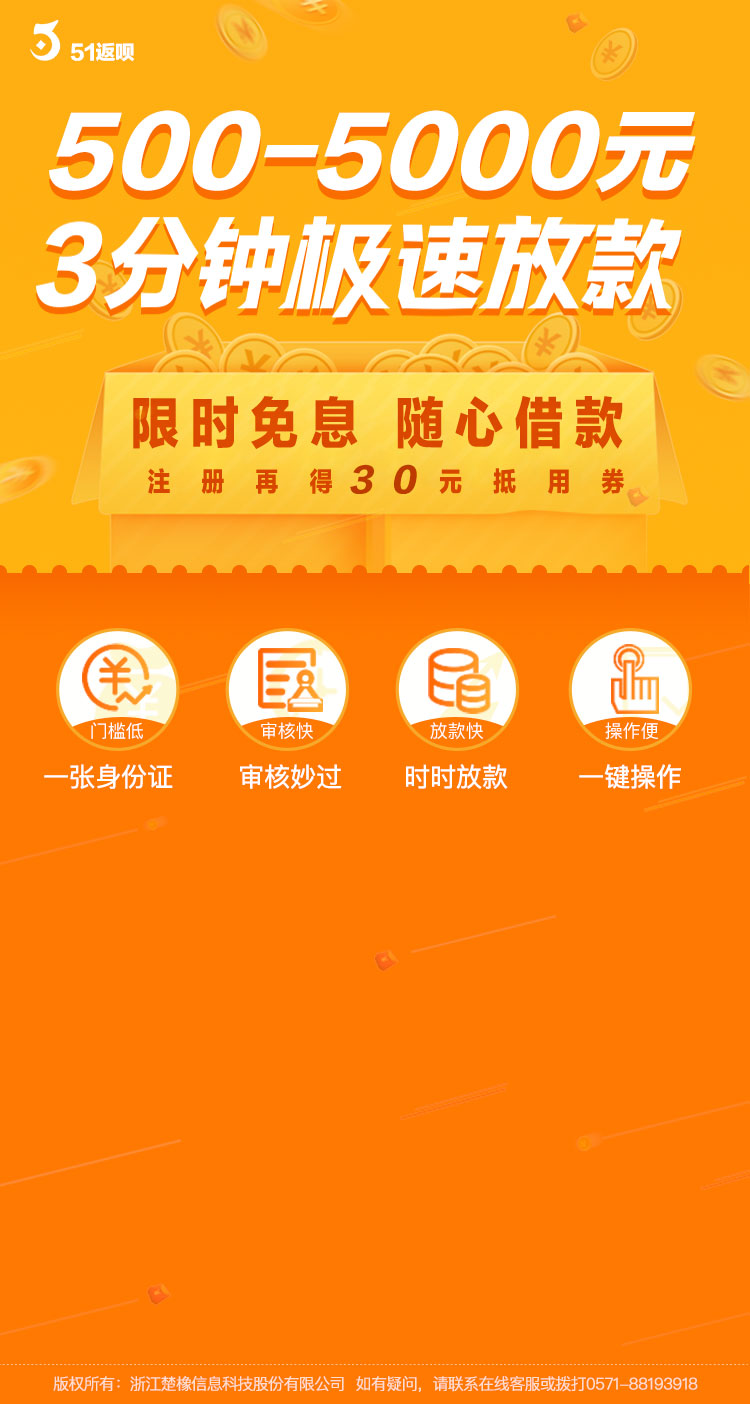 51返呗
500-5000元
3分钟极速放款
限时免息 随心借款
注册再得30元抵用券
门槛低 审核快 放款快 操作便
一张身份证 审核妙过 时时放款 一键操作
版权所有：浙江楚橡信息科技股份有限公司 如有疑问，请联系在线客服或拨打0571-88193918